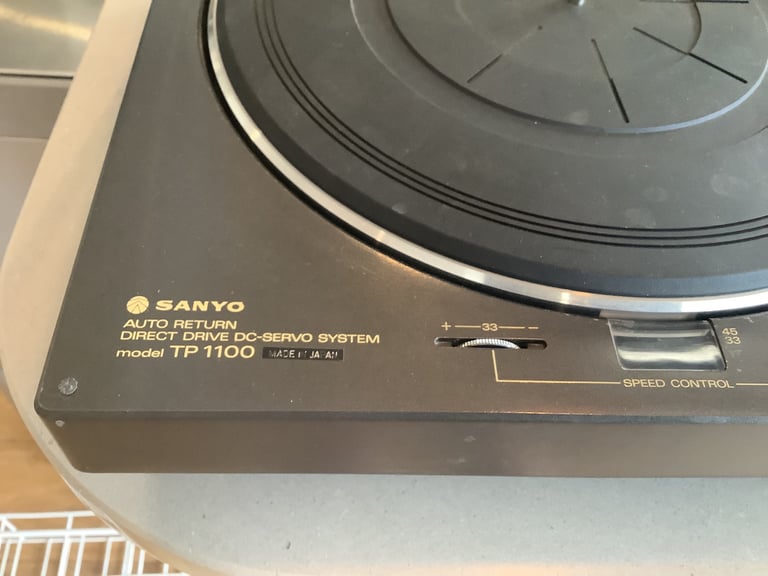 SANYO
AUTO RETURN
DIRECT DRIVE DC-SERVO SYSTEM
model TP 1100 MADE IN JAPAN
+ 33 −
45
33
SPEED CONTROL